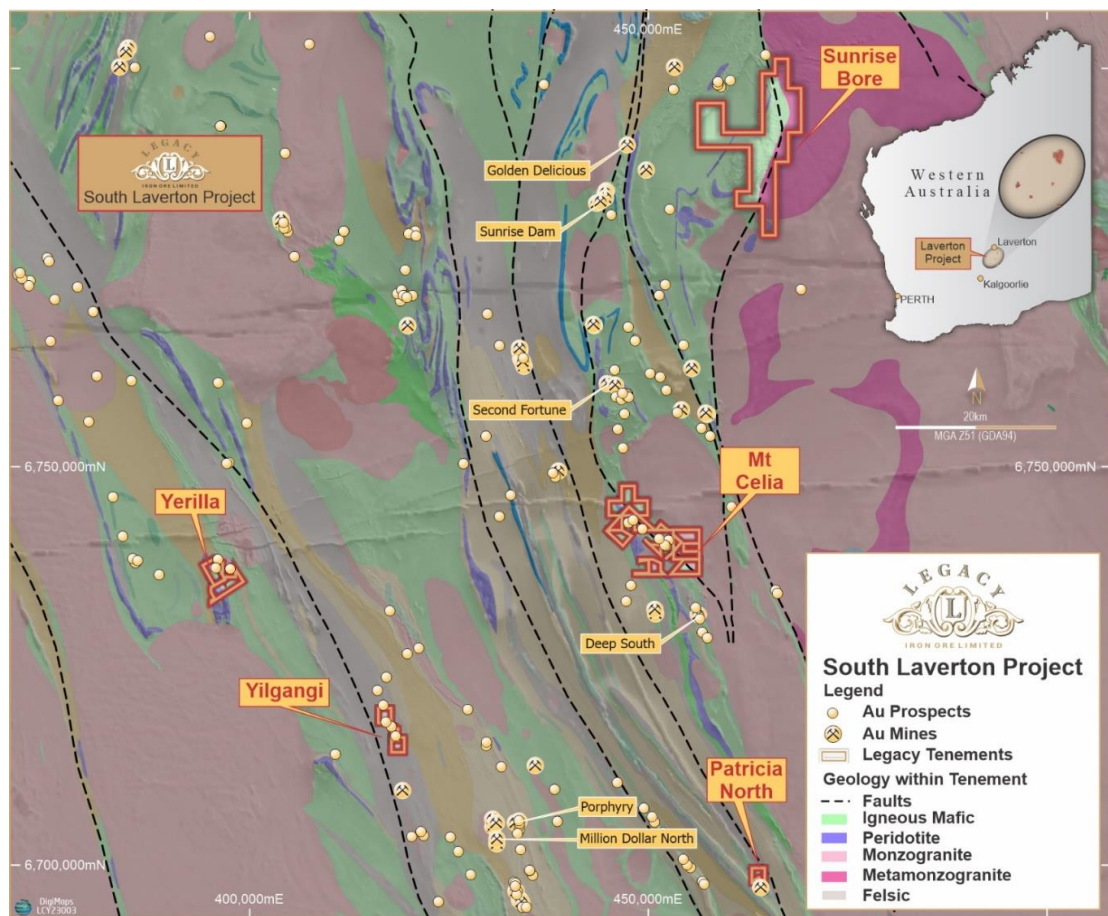 450,000mE
Sunrise
Bore
LEGACY
L
IRON ORE LIMITED
South Laverton Project
Golden Delicious
Sunrise Dam
Western
Australia
Laverton
Laverton
Project
Kalgoorlie
PERTH
N
20km
MGA Z51 (GDA94)
Second Fortune
6,750,000mN
6,750,000mN
Mt
Celia
Yerilla
Deep South
Yilgangi
Patricia
North
Porphyry
Million Dollar North
6,700,000mN
400,000mE
450,000mE
DigiMaps
LCY23003
LEGACY
L
IRON ORE LIMITED
South Laverton Project
Legend
Au Prospects
Au Mines
Legacy Tenements
Geology within Tenement
Faults
Igneous Mafic
Peridotite
Monzogranite
Metamonzogranite
Felsic